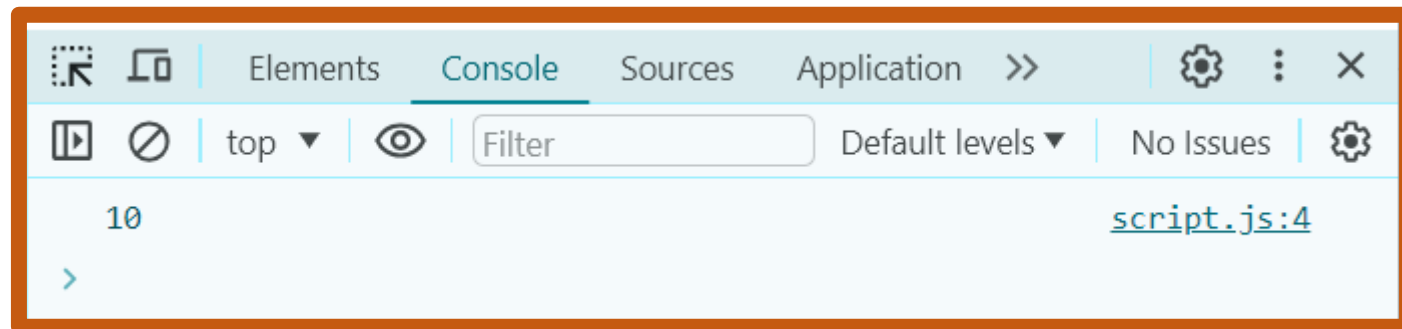 Elements Console Sources Application
top Filter Default levels No Issues
10 script.js:4